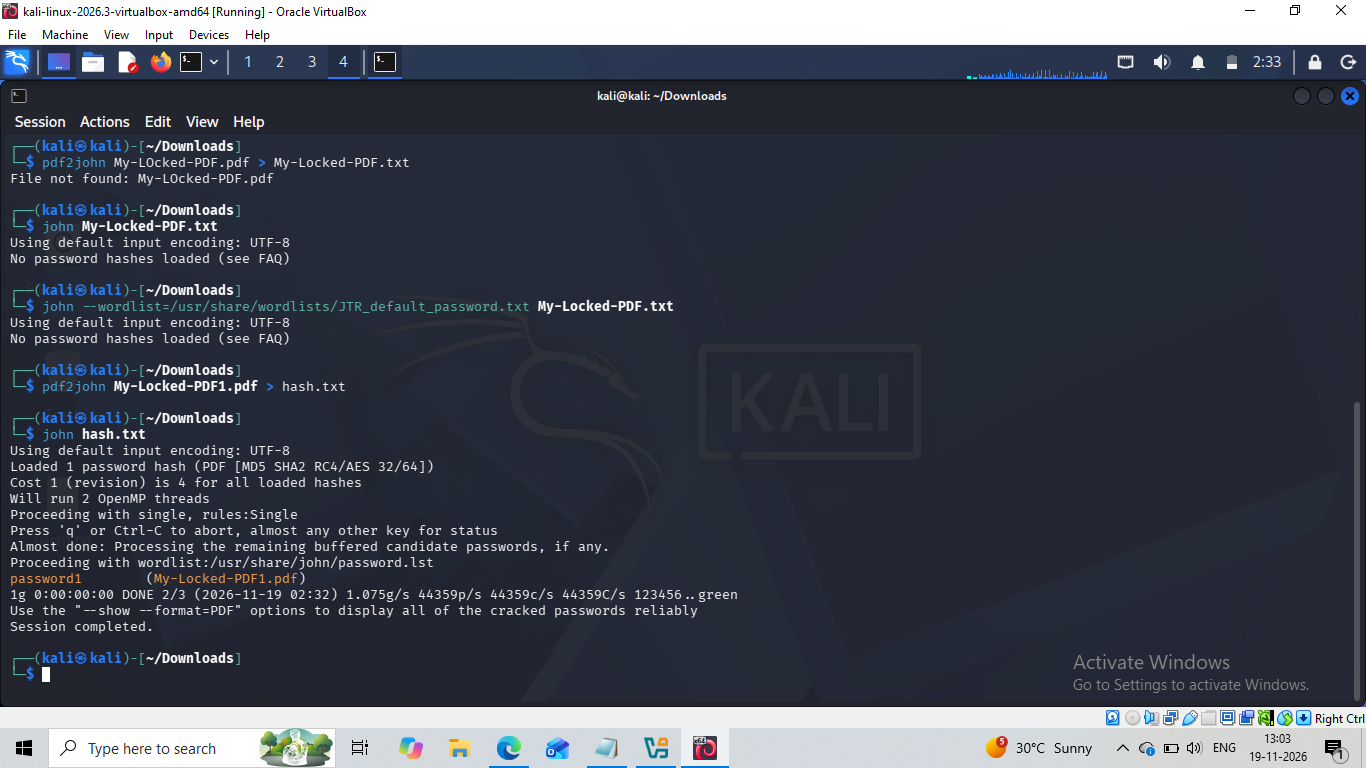 kali-linux-2026.3-virtualbox-amd64 [Running] - Oracle VirtualBox
File Machine View Input Devices Help
1 2 3 4 2:33
kali@kali: ~/Downloads
Session Actions Edit View Help
┌──(kali㉿kali)-[~/Downloads]
└─$ pdf2john My-LOcked-PDF.pdf > My-Locked-PDF.txt
File not found: My-LOcked-PDF.pdf
┌──(kali㉿kali)-[~/Downloads]
└─$ john My-Locked-PDF.txt
Using default input encoding: UTF-8
No password hashes loaded (see FAQ)
┌──(kali㉿kali)-[~/Downloads]
└─$ john --wordlist=/usr/share/wordlists/JTR_default_password.txt My-Locked-PDF.txt
Using default input encoding: UTF-8
No password hashes loaded (see FAQ)
┌──(kali㉿kali)-[~/Downloads]
└─$ pdf2john My-Locked-PDF1.pdf > hash.txt
┌──(kali㉿kali)-[~/Downloads]
└─$ john hash.txt
Using default input encoding: UTF-8
Loaded 1 password hash (PDF [MD5 SHA2 RC4/AES 32/64])
Cost 1 (revision) is 4 for all loaded hashes
Will run 2 OpenMP threads
Proceeding with single, rules:Single
Press 'q' or Ctrl-C to abort, almost any other key for status
Almost done: Processing the remaining buffered candidate passwords, if any.
Proceeding with wordlist:/usr/share/john/password.lst
password1        (My-Locked-PDF1.pdf)
1g 0:00:00:00 DONE 2/3 (2026-11-19 02:32) 1.075g/s 44359p/s 44359c/s 44359C/s 123456..green
Use the "--show --format=PDF" options to display all of the cracked passwords reliably
Session completed.
┌──(kali㉿kali)-[~/Downloads]
└─$
KALI
Activate Windows
Go to Settings to activate Windows.
Right Ctrl
Type here to search
5 30°C Sunny ENG 13:03
19-11-2026
1